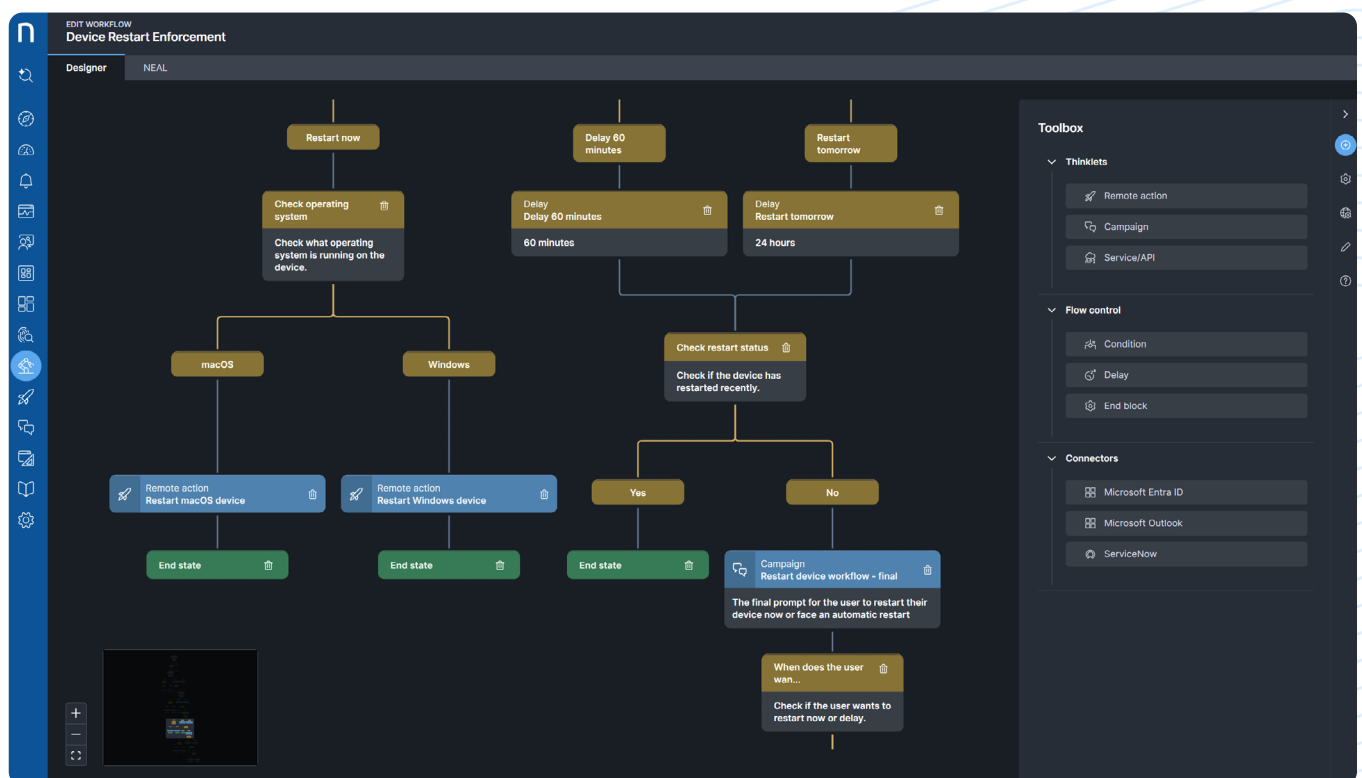 n
EDIT WORKFLOW
Device Restart Enforcement
Designer
NEAL
Restart now
Delay 60
minutes
Restart
tomorrow
Check operating
system
Check what operating
system is running on the
device.
Delay
Delay 60 minutes
60 minutes
Delay
Restart tomorrow
24 hours
macOS
Windows
Check restart status
Check if the device has
restarted recently.
Remote action
Restart macOS device
Remote action
Restart Windows device
Yes
No
End state
End state
End state
Campaign
Restart device workflow - final
The final prompt for the user to restart their
device now or face an automatic restart
When does the user
wan...
Check if the user wants to
restart now or delay.
Toolbox
Thinklets
Remote action
Campaign
Service/API
Flow control
Condition
Delay
End block
Connectors
Microsoft Entra ID
Microsoft Outlook
ServiceNow